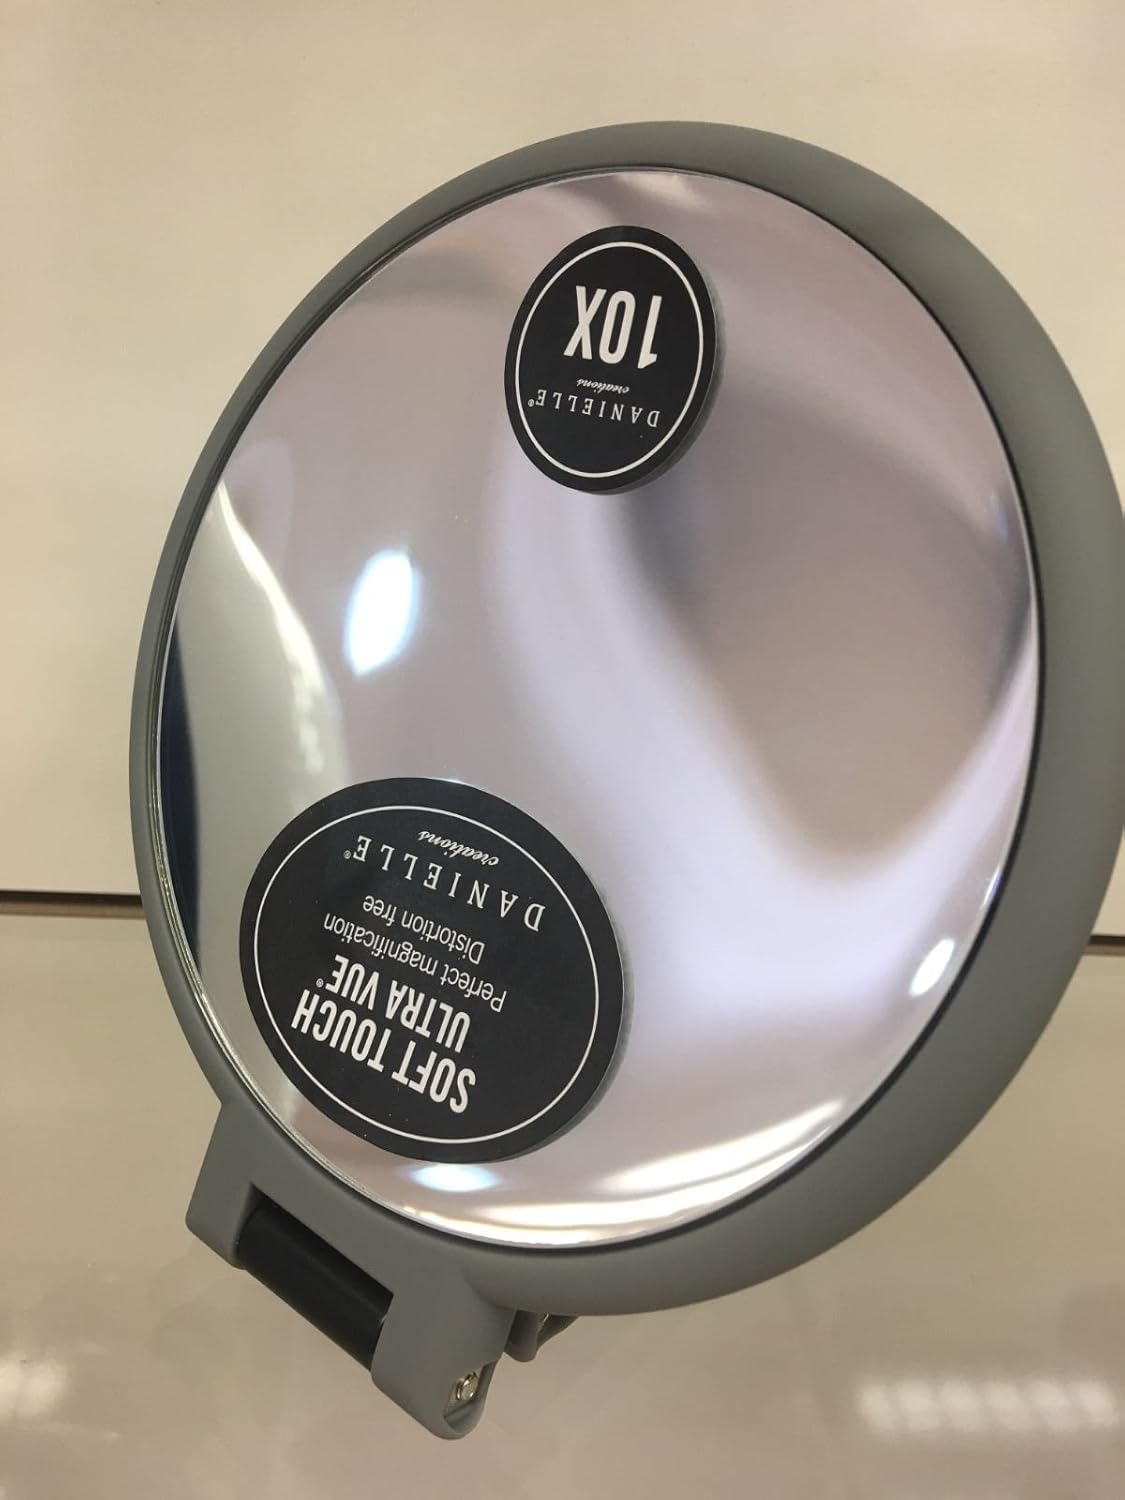 SOFT TOUCH
ULTRA VUE®
Perfect magnification
Distortion free
DANIELLE®
creations
DANIELLE®
creations
10X